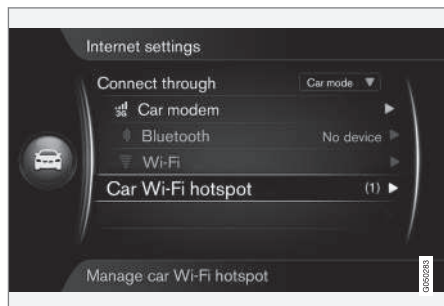 Internet settings
Connect through Car mode
3G Car modem
Bluetooth No device
Wi-Fi
Car Wi-Fi hotspot (1)
Manage car Wi-Fi hotspot
G050283